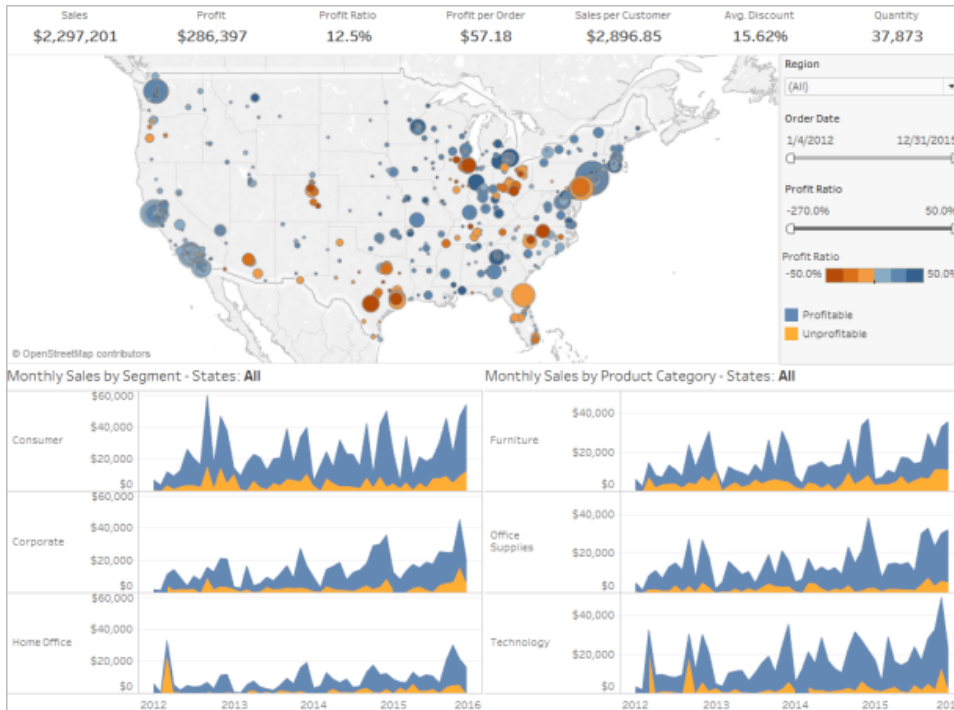 Sales Profit Profit Ratio Profit per Order Sales per Customer Avg. Discount Quantity
$2,297,201 $286,397 12.5% $57.18 $2,896.85 15.62% 37,873
Region
(All)
Order Date
1/4/2012 12/31/2015
Profit Ratio
-270.0% 50.0%
Profit Ratio
-50.0% 50.0%
Profitable
Unprofitable
© OpenStreetMap contributors
Monthly Sales by Segment - States: All
$60,000
$40,000
Consumer
$20,000
$0
$60,000
$40,000
Corporate
$20,000
$0
$60,000
Home Office
$20,000
$0
2012 2013 2014 2015 2016
Monthly Sales by Product Category - States: All
$40,000
Furniture
$20,000
$0
$40,000
Office
Supplies
$20,000
$0
$40,000
Technology
$20,000
$0
2012 2013 2014 2015